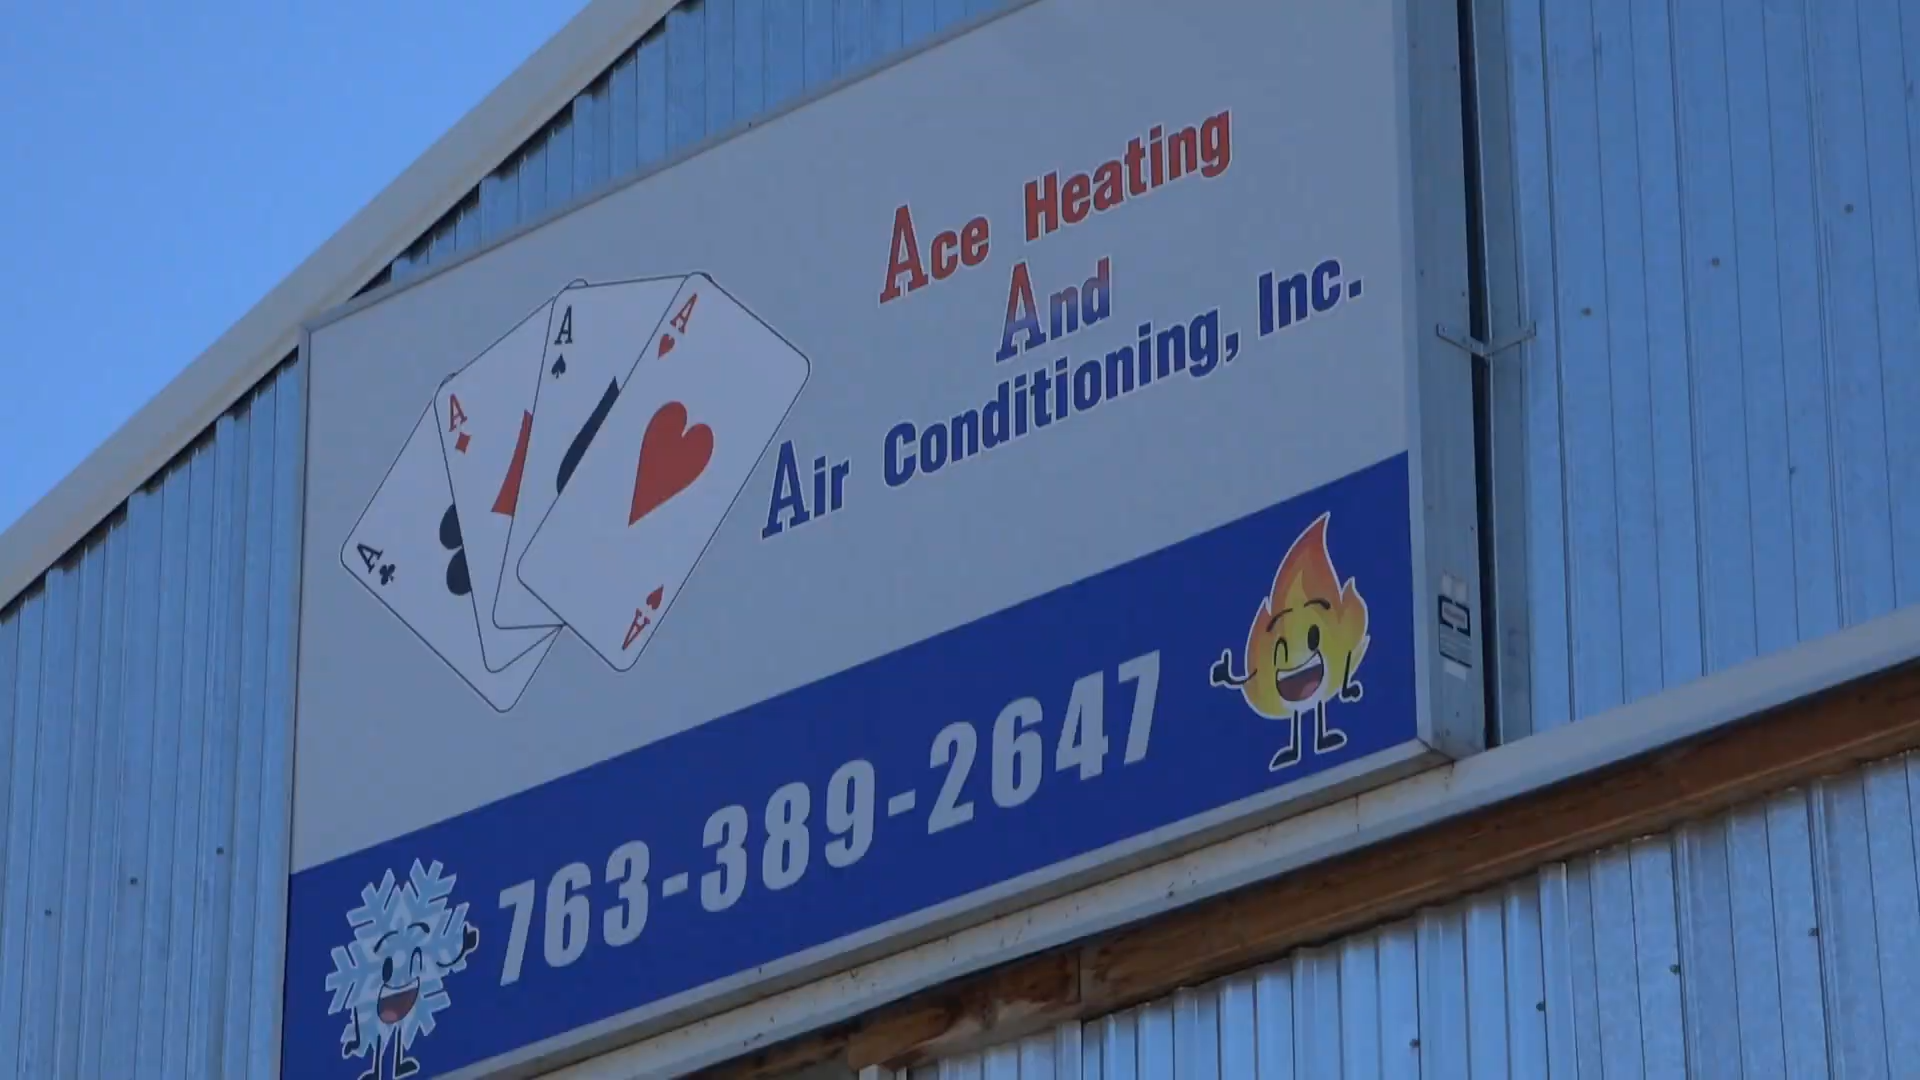 Ace Heating
And
Air Conditioning, Inc.
A
A
A
A
A
763-389-2647